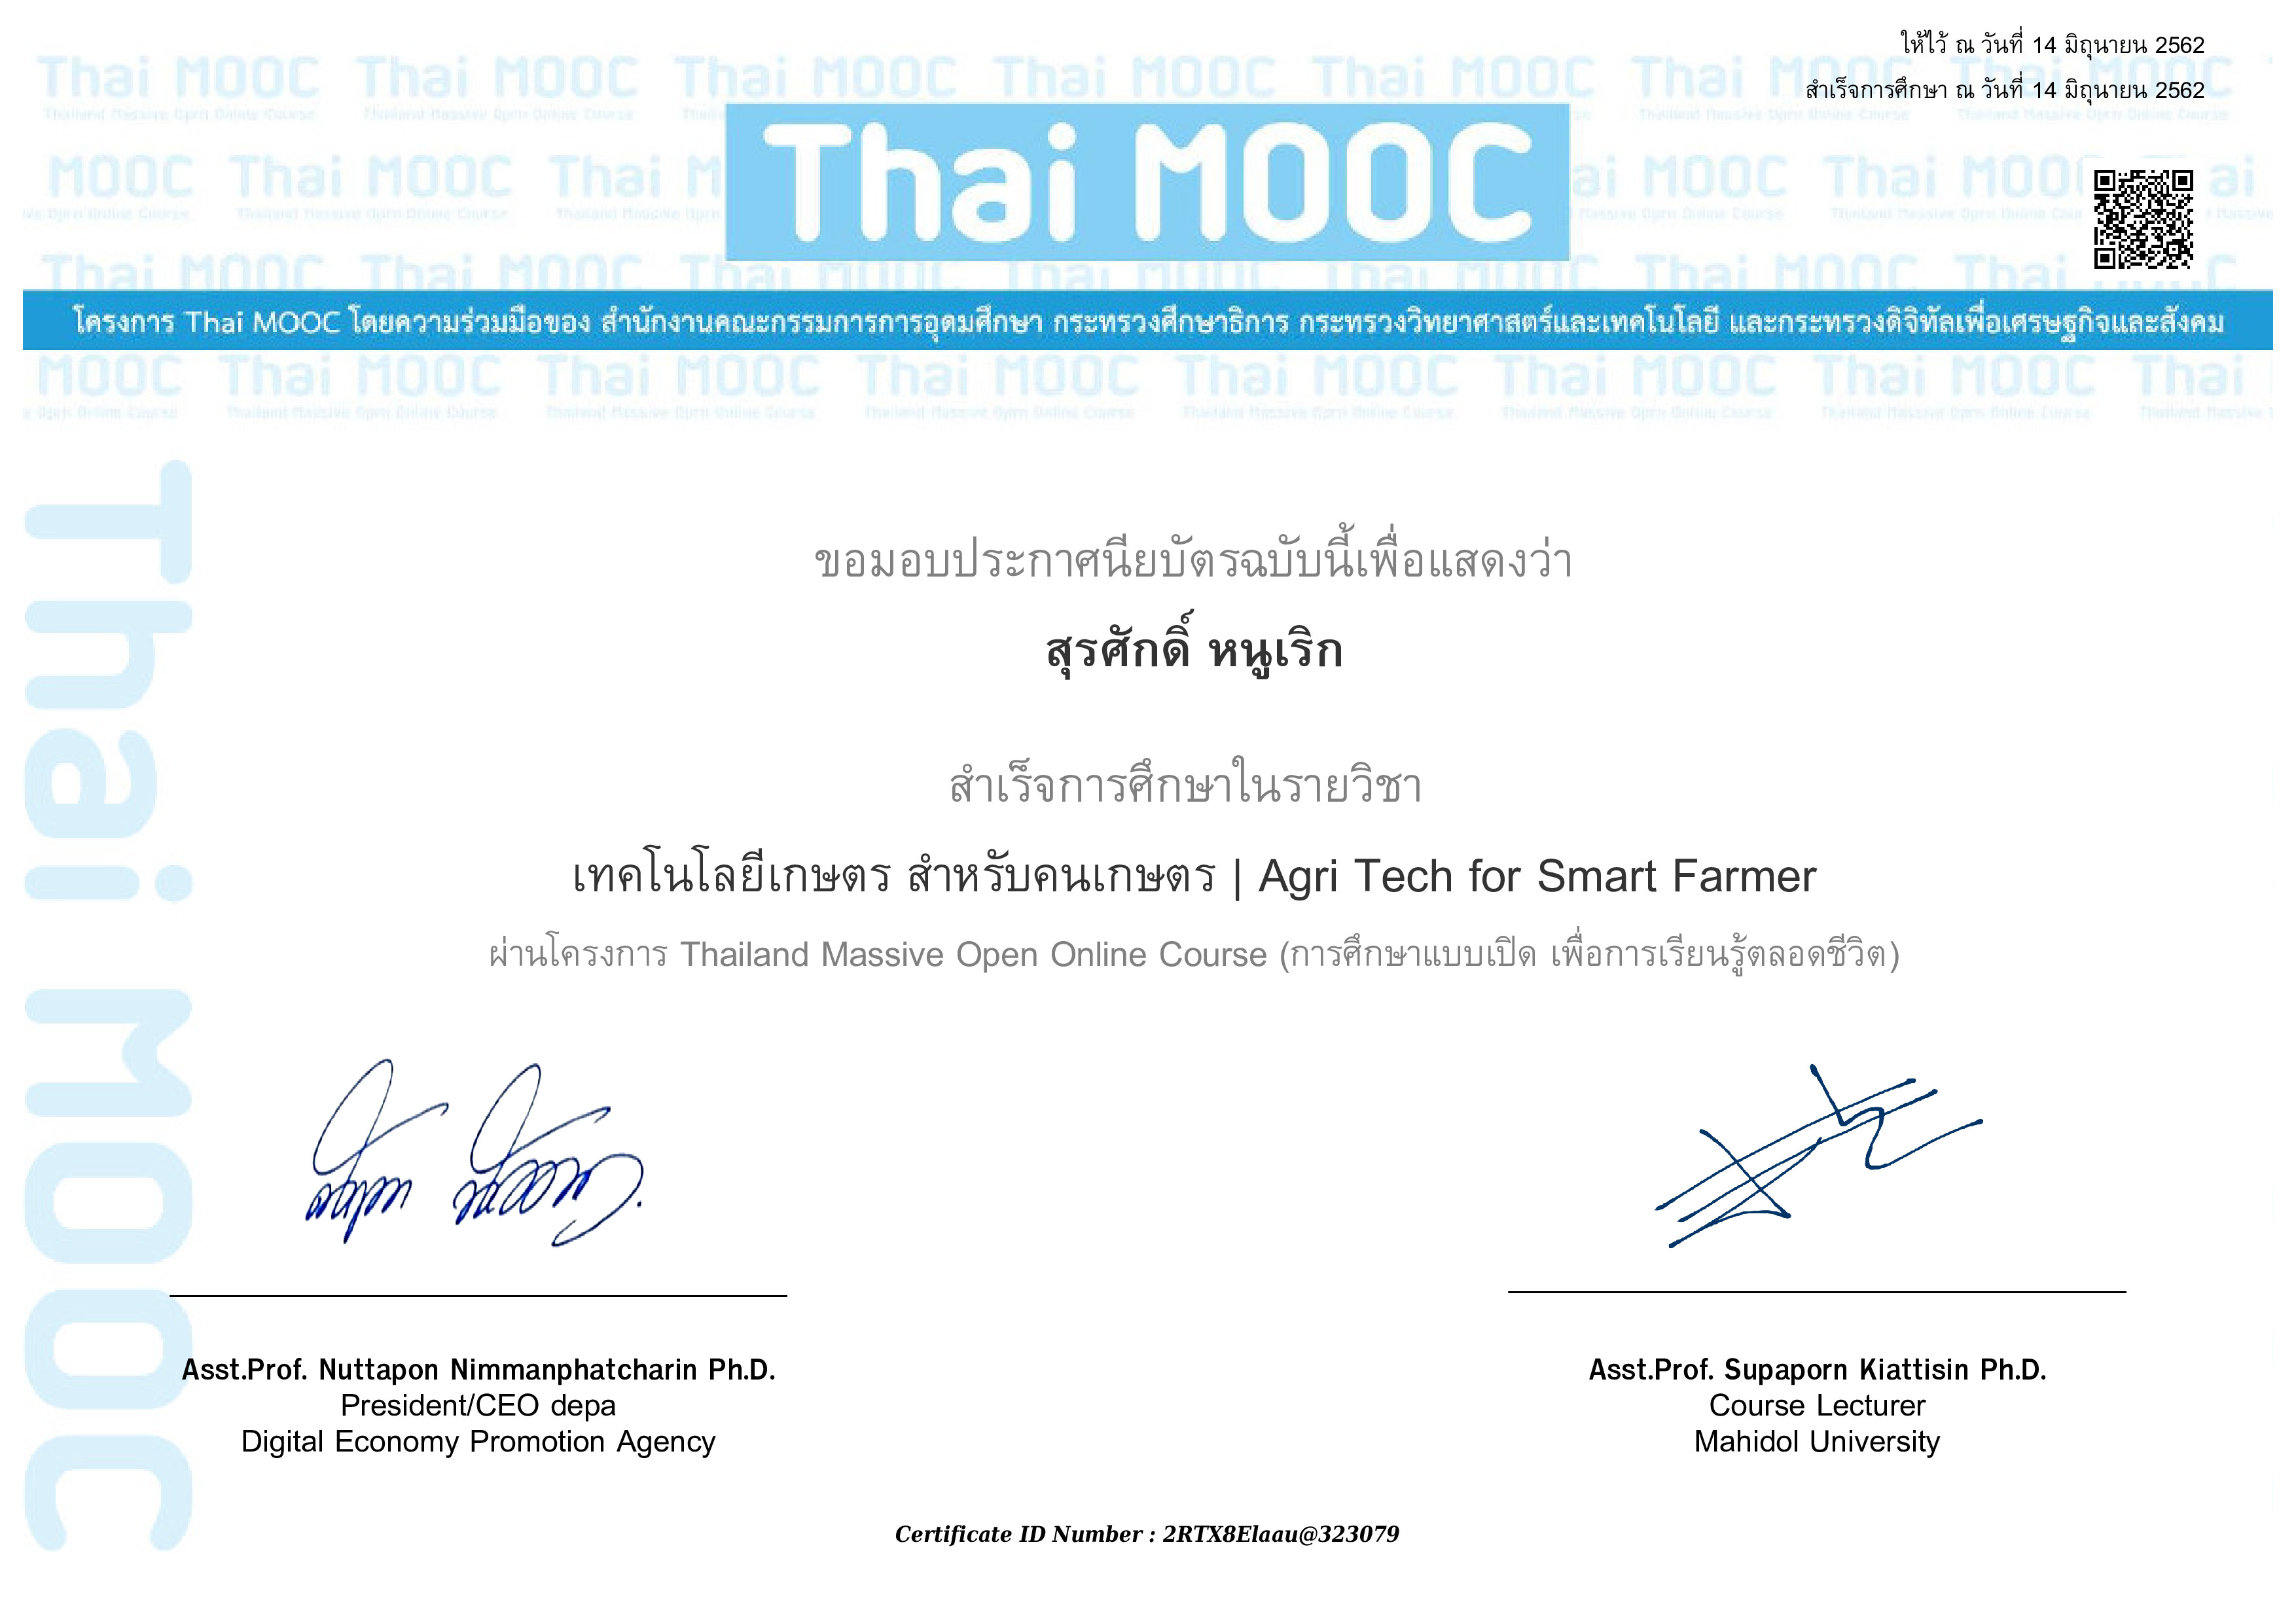 ให้ไว้ ณ วันที่ 14 มิถุนายน 2562
สำเร็จการศึกษา ณ วันที่ 14 มิถุนายน 2562
Thai MOOC
โครงการ Thai MOOC โดยความร่วมมือของ สำนักงานคณะกรรมการการอุดมศึกษา กระทรวงศึกษาธิการ กระทรวงวิทยาศาสตร์และเทคโนโลยี และกระทรวงดิจิทัลเพื่อเศรษฐกิจและสังคม
Thai MOOC
ขอมอบประกาศนียบัตรฉบับนี้เพื่อแสดงว่า
สุรศักดิ์ หนูเริก
สำเร็จการศึกษาในรายวิชา
เทคโนโลยีเกษตร สำหรับคนเกษตร | Agri Tech for Smart Farmer
ผ่านโครงการ Thailand Massive Open Online Course (การศึกษาแบบเปิด เพื่อการเรียนรู้ตลอดชีวิต)
Asst.Prof. Nuttapon Nimmanphatcharin Ph.D.
President/CEO depa
Digital Economy Promotion Agency
Asst.Prof. Supaporn Kiattisin Ph.D.
Course Lecturer
Mahidol University
Certificate ID Number : 2RTX8Elaau@323079